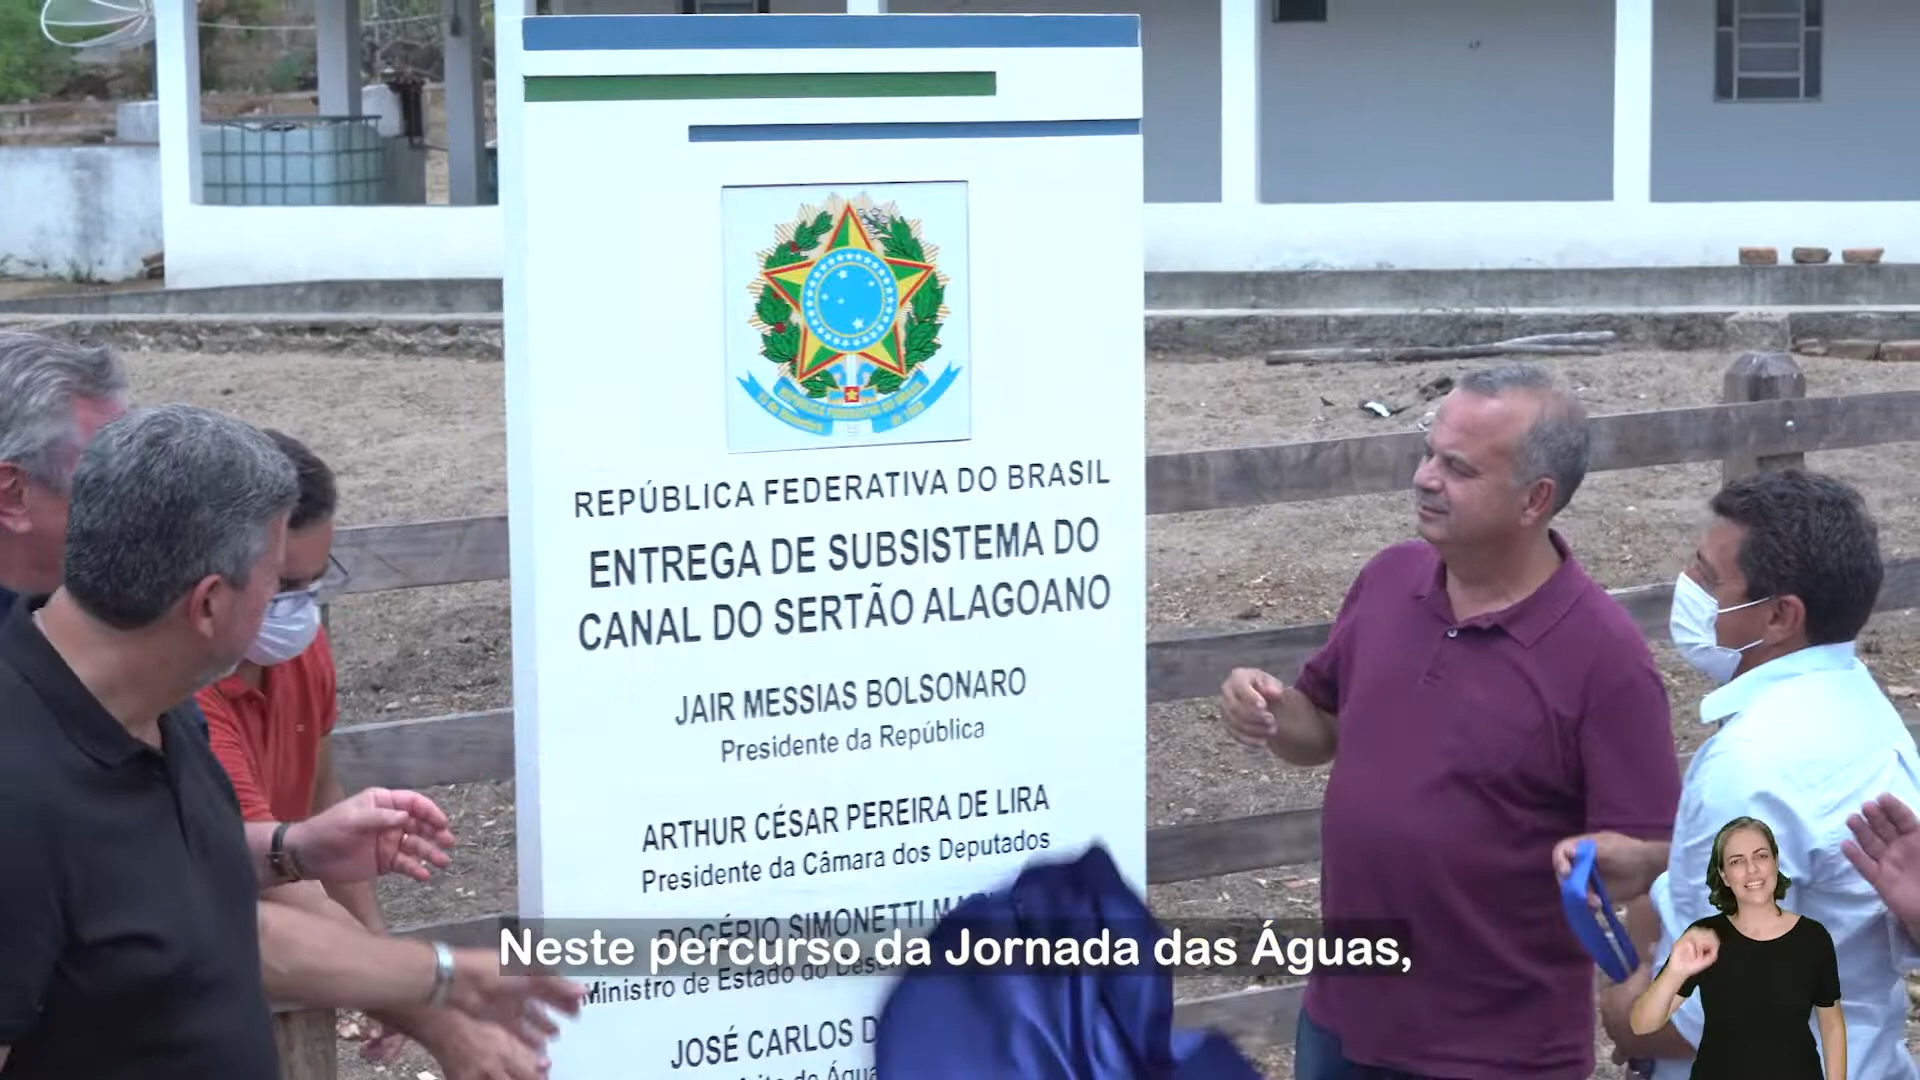 REPÚBLICA FEDERATIVA DO BRASIL
ENTREGA DE SUBSISTEMA DO
CANAL DO SERTÃO ALAGOANO
JAIR MESSIAS BOLSONARO
Presidente da República
ARTHUR CÉSAR PEREIRA DE LIRA
Presidente da Câmara dos Deputados
ROGÉRIO SIMONETTI
Neste percurso da Jornada das Águas,
Ministro de Estado do
JOSÉ CARLOS